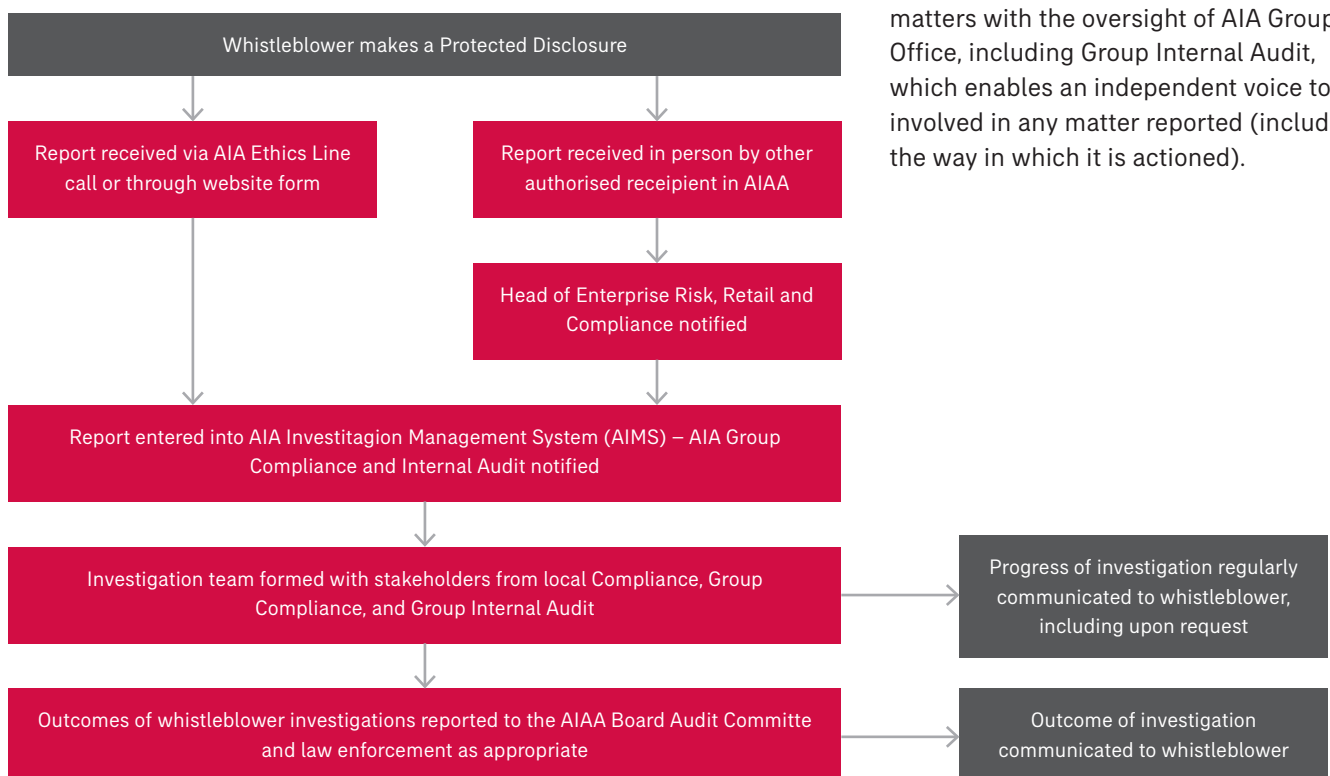 Whistleblower makes a Protected Disclosure
Report received via AIA Ethics Line
call or through website form
Report received in person by other
authorised receipient in AIAA
Head of Enterprise Risk, Retail and
Compliance notified
Report entered into AIA Investitagion Management System (AIMS) – AIA Group
Compliance and Internal Audit notified
Investigation team formed with stakeholders from local Compliance, Group
Compliance, and Group Internal Audit
Progress of investigation regularly
communicated to whistleblower,
including upon request
Outcomes of whistleblower investigations reported to the AIAA Board Audit Committe
and law enforcement as appropriate
Outcome of investigation
communicated to whistleblower
matters with the oversight of AIA Group
Office, including Group Internal Audit,
which enables an independent voice to
involved in any matter reported (includ
the way in which it is actioned).